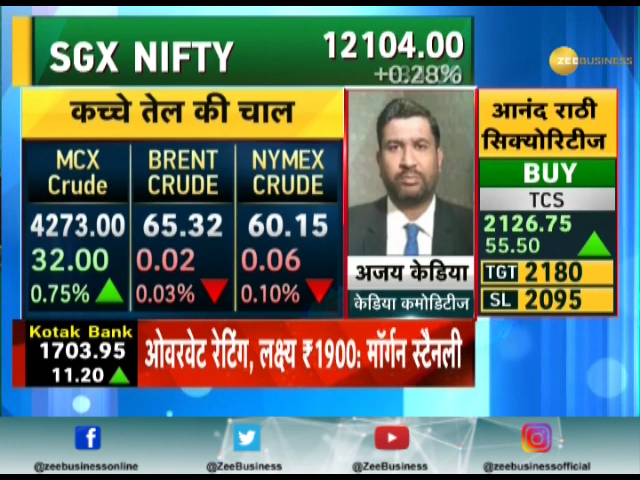 SGX NIFTY
12104.00
+0.28%
ZEEBUSINESS
कच्चे तेल की चाल
MCX Crude
4273.00
32.00
0.75%
BRENT CRUDE
65.32
0.02
0.03%
NYMEX CRUDE
60.15
0.06
0.10%
अजय केडिया
केडिया कमोडिटीज
आनंद राठी
सिक्योरिटीज
BUY
TCS
2126.75
55.50
TGT 2180
SL 2095
Kotak Bank
1703.95
11.20
ओवरवेट रेटिंग, लक्ष्य ₹1900: मॉर्गन स्टैनली
@zeebusinessonline
@ZeeBusiness
@ZeeBusiness
@zeebusinessofficial